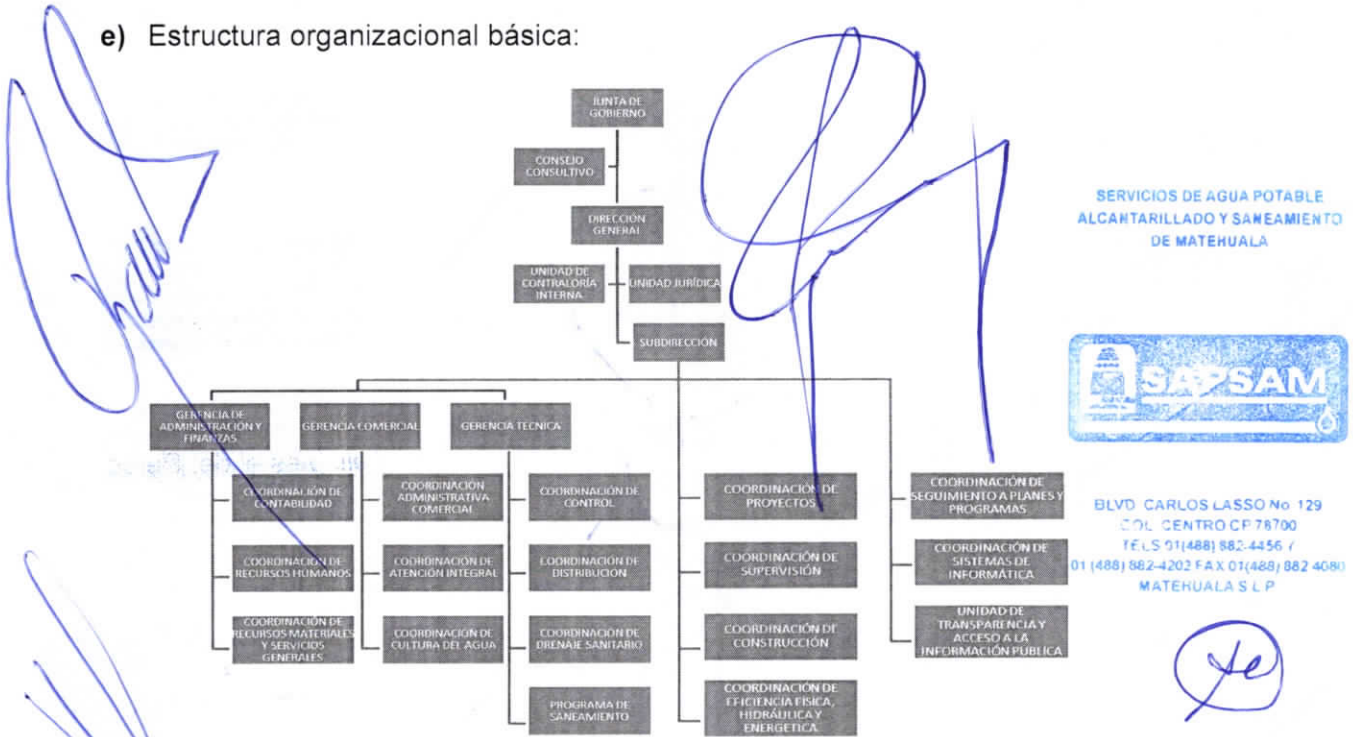 e) Estructura organizacional básica:
JUNTA DE
GOBIERNO
CONSEJO
CONSULTIVO
DIRECCIÓN
GENERAL
UNIDAD DE
CONTRALORÍA
INTERNA
UNIDAD JURÍDICA
SUBDIRECCIÓN
GERENCIA DE
ADMINISTRACIÓN Y
FINANZAS
GERENCIA COMERCIAL
GERENCIA TECNICA
COORDINACIÓN DE
CONTABILIDAD
COORDINACIÓN DE
RECURSOS HUMANOS
COORDINACIÓN DE
RECURSOS MATERIALES
Y SERVICIOS
GENERALES
COORDINACION
ADMINISTRATIVA
COMERCIAL
COORDINACIÓN DE
ATENCIÓN INTEGRAL
COORDINACIÓN DE
CULTURA DEL AGUA
COORDINACIÓN DE
CONTROL
COORDINACIÓN DE
DISTRIBUCION
COORDINACIÓN DE
DRENAJE SANITARIO
PROGRAMA DE
SANEAMIENTO
COORDINACIÓN DE
PROYECTOS
COORDINACIÓN DE
SUPERVISIÓN
COORDINACIÓN DE
CONSTRUCCIÓN
COORDINACIÓN DE
EFICIENCIA FÍSICA,
HIDRÁULICA Y
ENERGETICA
COORDINACIÓN DE
SEGUIMIENTO A PLANES Y
PROGRAMAS
COORDINACIÓN DE
SISTEMAS DE
INFORMÁTICA
UNIDAD DE
TRANSPARENCIA Y
ACCESO A LA
INFORMACIÓN PUBLICA
SERVICIOS DE AGUA POTABLE
ALCANTARILLADO Y SANEAMIENTO
DE MATEHUALA
SAPSAM
BLVD. CARLOS LASSO No. 129
COL. CENTRO CP 78700
TELS 01(488) 882-4456 Y
01 (488) 882-4202 FAX 01(488) 882 4080
MATEHUALA S L P